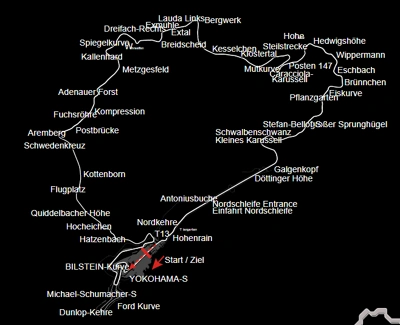 Lauda Links
Bergwerk
Exmühle
Dreifach-Rechts
Extal
Spiegelkurve
Breidscheid
Kesselchen
Klostertal
Steilstrecke
Hohe
Hedwigshöhe
Wippermann
Kallenhard
Metzgesfeld
Mutkurve
Posten 147
Caracciola-
Karussell
Eschbach
Brünnchen
Eiskurve
Pflanzgarten
Adenauer Forst
Kompression
Fuchsröhre
Postbrücke
Aremberg
Schwedenkreuz
Stefan-Bellof-S
Sprunghügel
Schwalbenschwanz
Kleines Karussell
Kottenborn
Galgenkopf
Döttinger Höhe
Flugplatz
Antoniusbuche
Nordschleife Entrance
Einfahrt Nordschleife
Quiddelbacher Höhe
Nordkehre
Hocheichen
T13
Hatzenbach
Hohenrain
Start / Ziel
BILSTEIN-Kurve
YOKOHAMA-S
Michael-Schumacher-S
Ford Kurve
Dunlop-Kehre